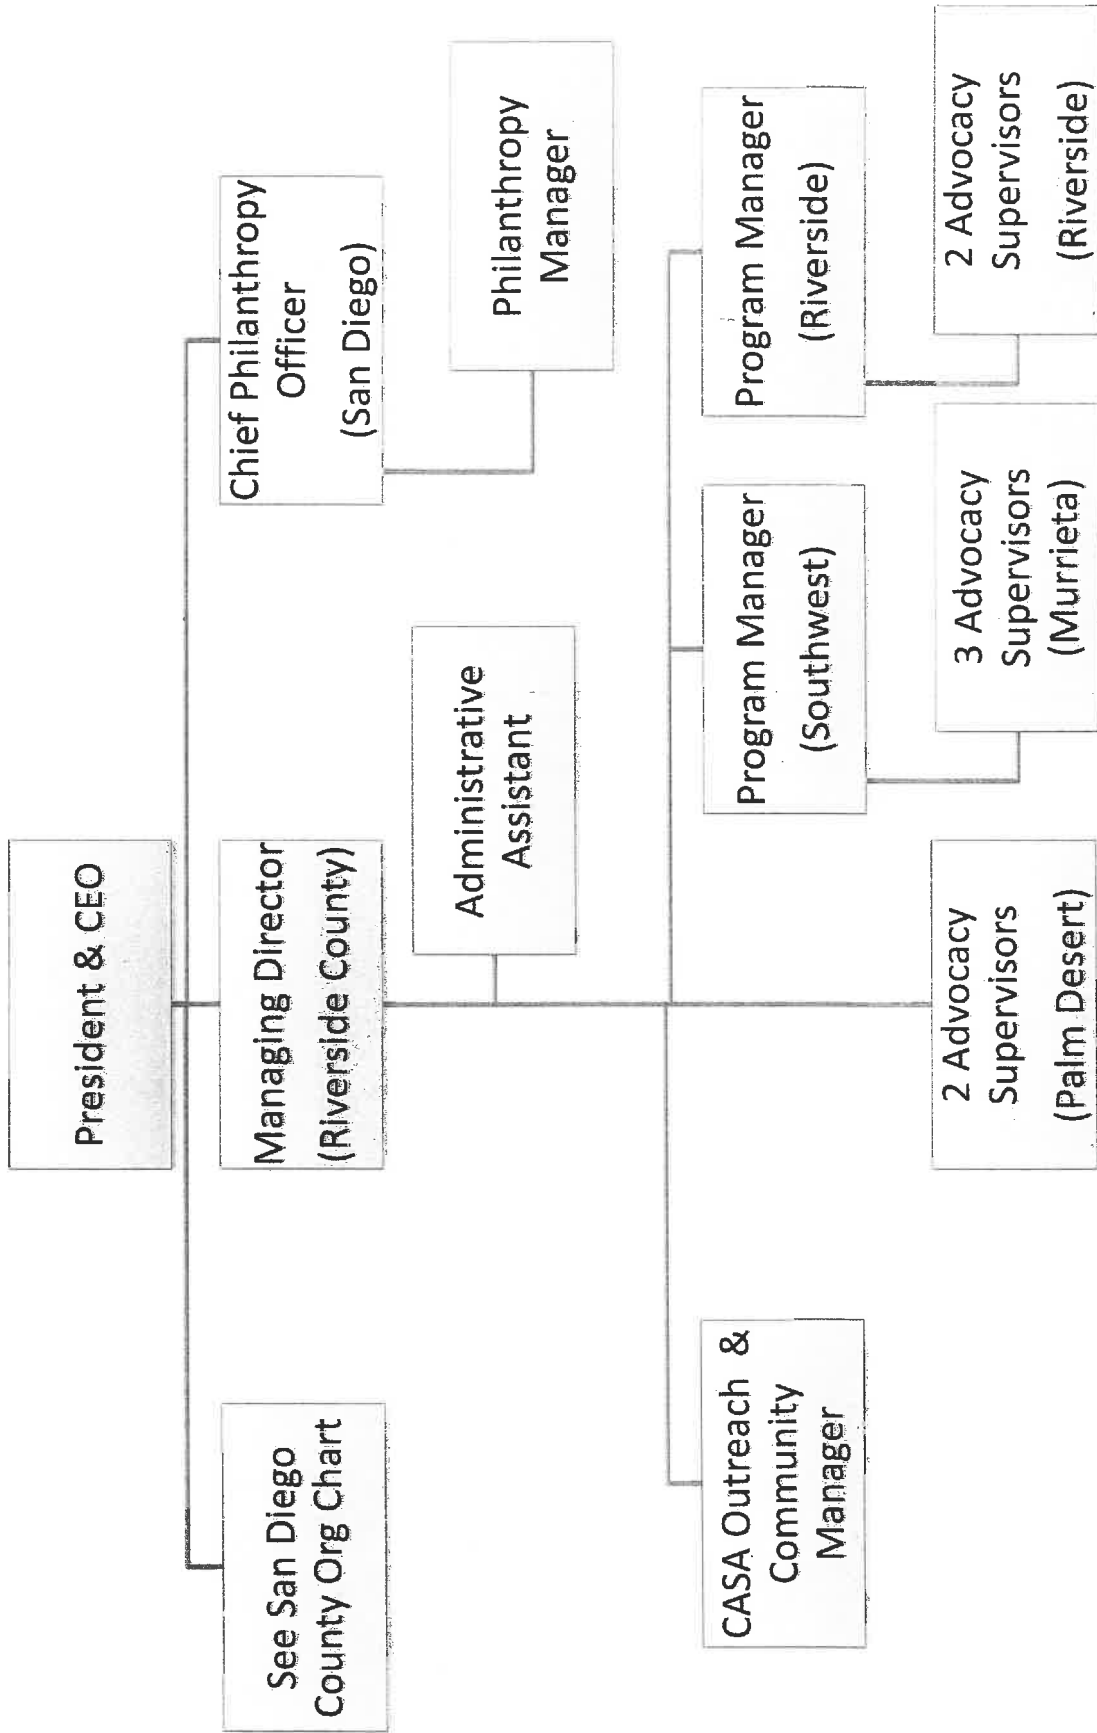 President & CEO
See San Diego
County Org Chart
Managing Director
(Riverside County)
Chief Philanthropy
Officer
(San Diego)
Administrative
Assistant
Philanthropy
Manager
CASA Outreach &
Community
Manager
Program Manager
(Southwest)
Program Manager
(Riverside)
2 Advocacy
Supervisors
(Palm Desert)
3 Advocacy
Supervisors
(Murrieta)
2 Advocacy
Supervisors
(Riverside)